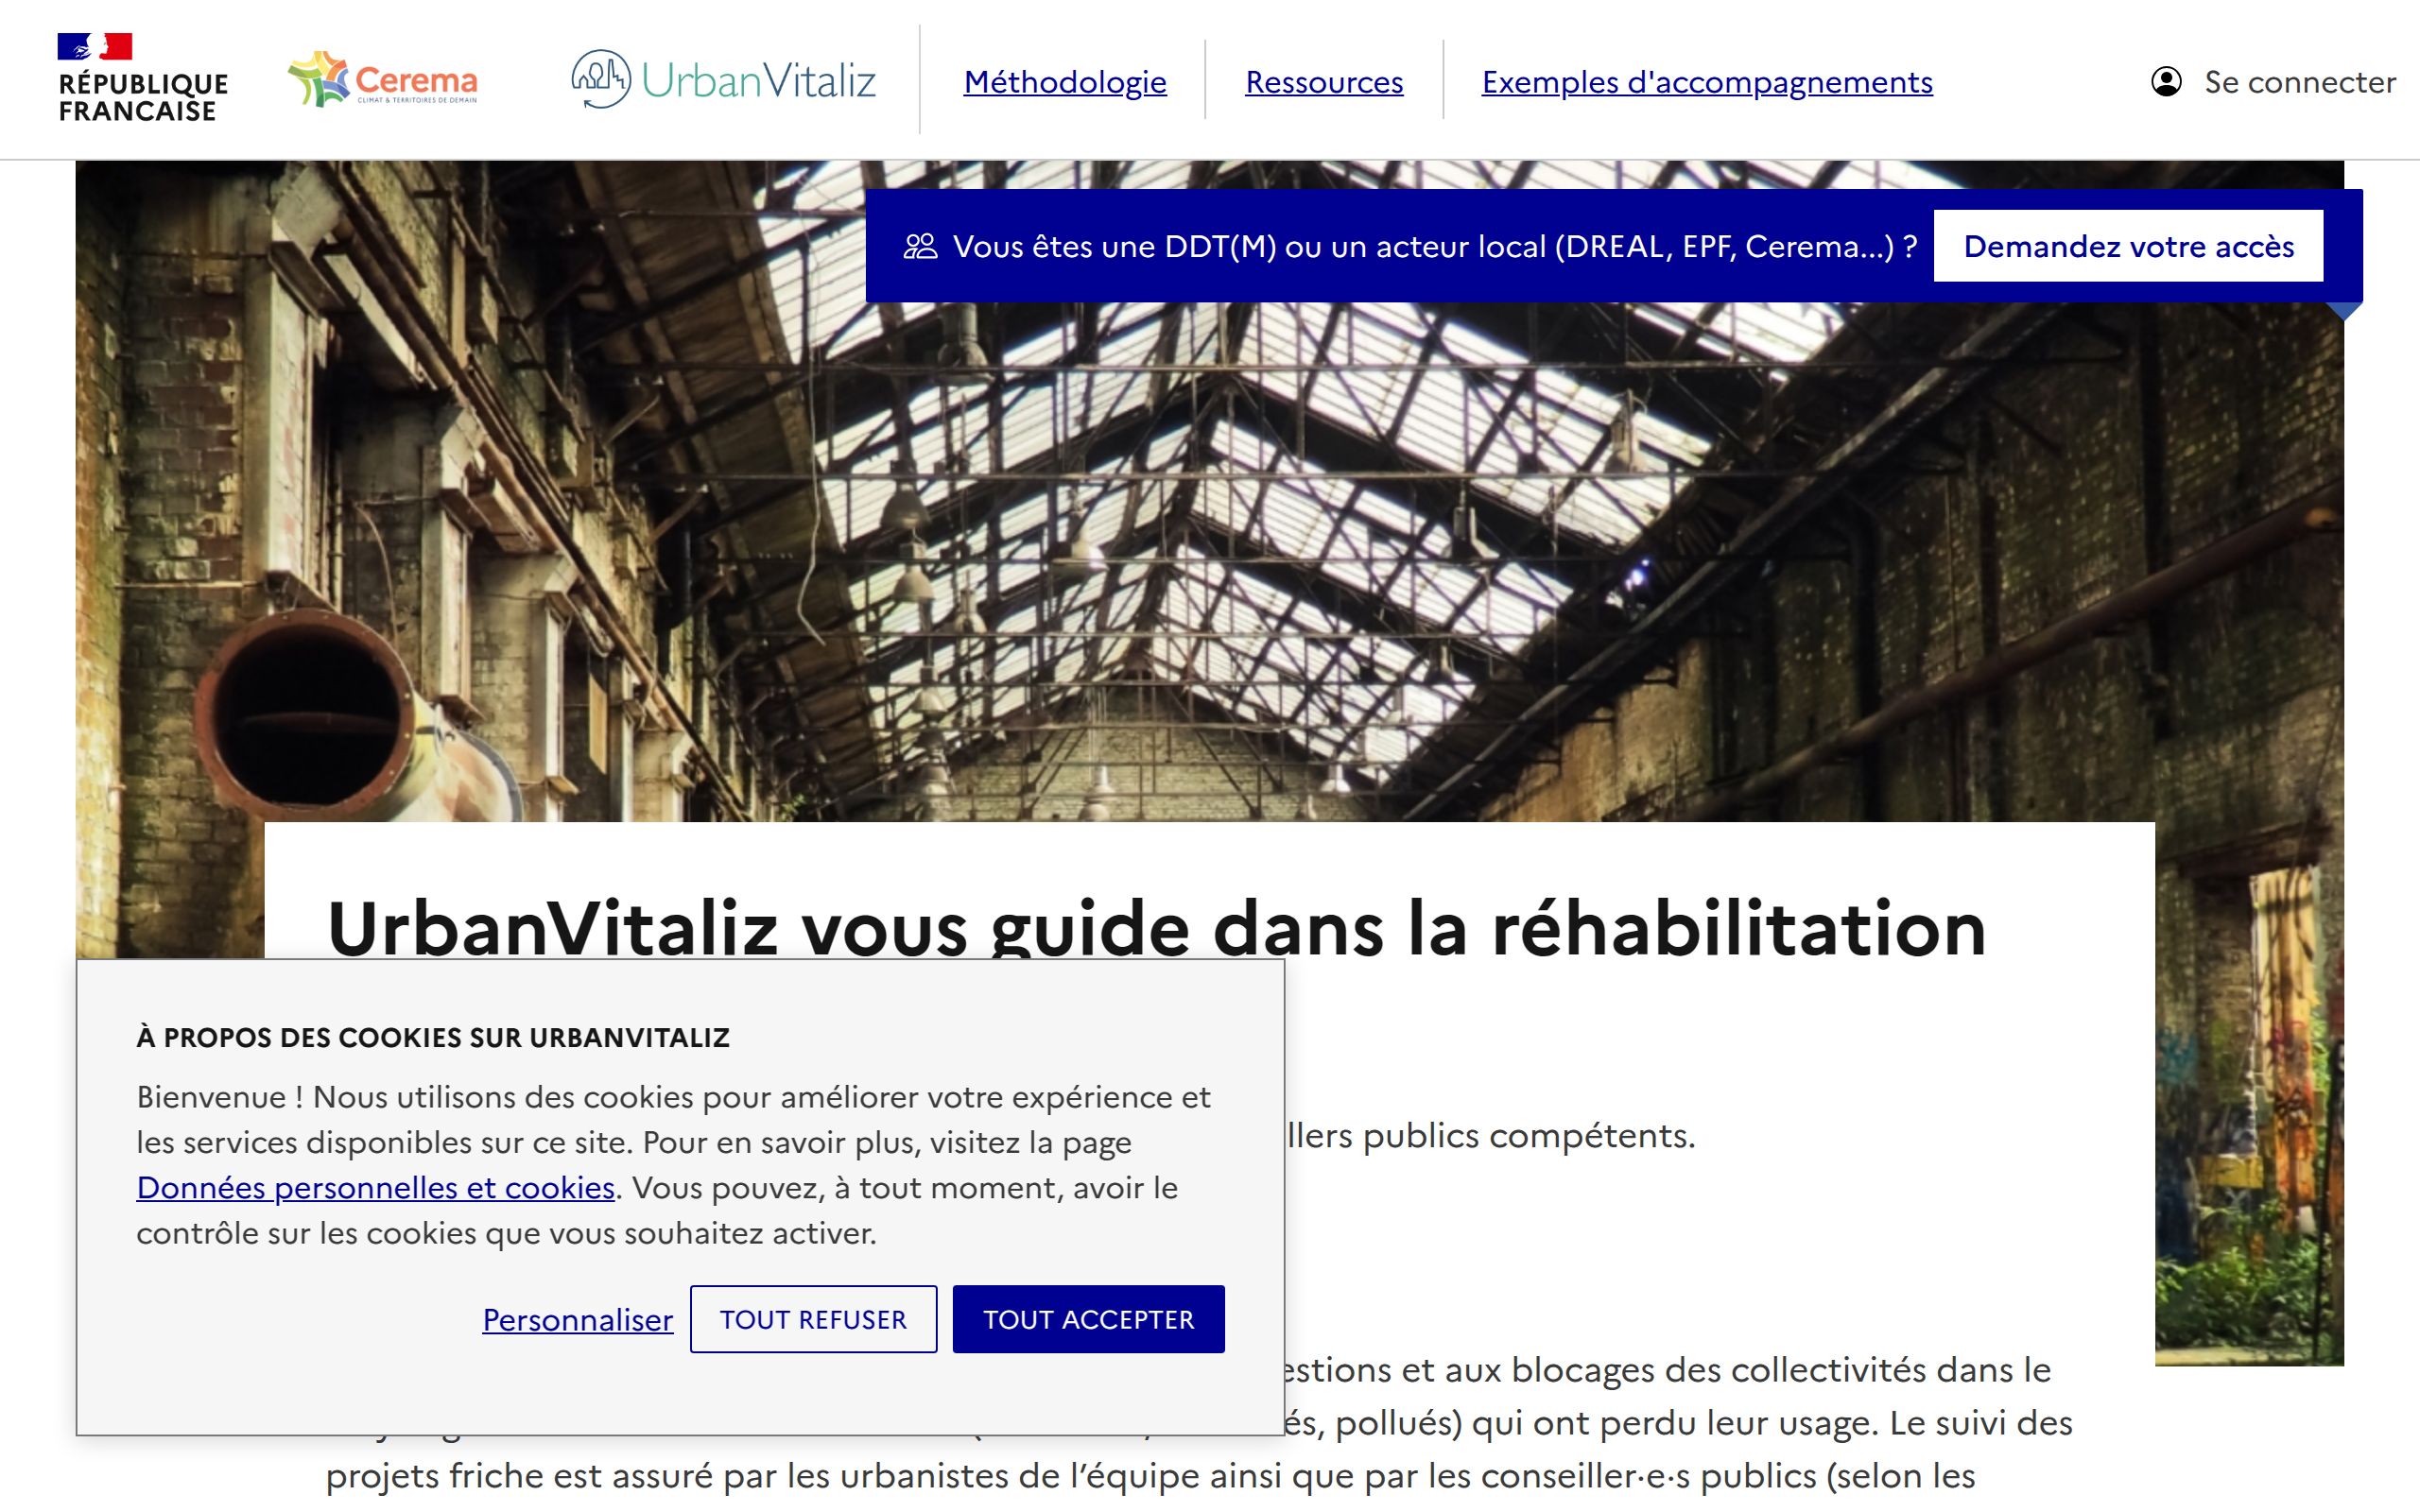 RÉPUBLIQUE
FRANCAISE
Cerema
CLIMAT & TERRITOIRES DE DEMAIN
UrbanVitaliz
Méthodologie
Ressources
Exemples d'accompagnements
Se connecter
Vous êtes une DDT(M) ou un acteur local (DREAL, EPF, Cerema...) ?
Demandez votre accès
UrbanVitaliz vous guide dans la réhabilitation
À PROPOS DES COOKIES SUR URBANVITALIZ
Bienvenue ! Nous utilisons des cookies pour améliorer votre expérience et
les services disponibles sur ce site. Pour en savoir plus, visitez la page
Données personnelles et cookies. Vous pouvez, à tout moment, avoir le
contrôle sur les cookies que vous souhaitez activer.
Personnaliser
TOUT REFUSER
TOUT ACCEPTER
llers publics compétents.
estions et aux blocages des collectivités dans le
és, pollués) qui ont perdu leur usage. Le suivi des
projets friche est assuré par les urbanistes de l’équipe ainsi que par les conseiller·e·s publics (selon les